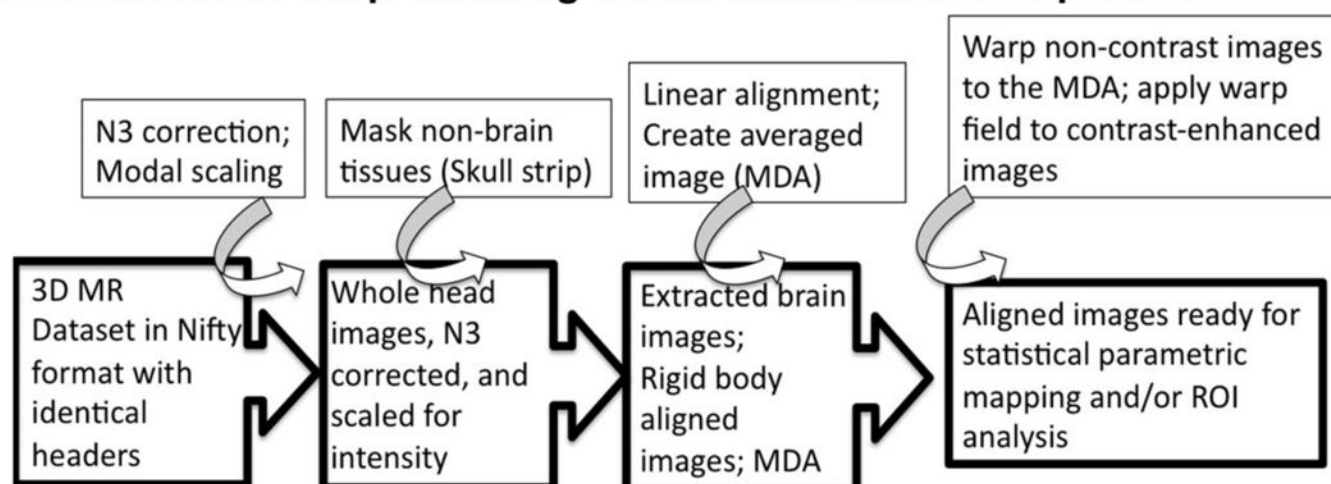 N3 correction;
Modal scaling
Mask non-brain
tissues (Skull strip)
Linear alignment;
Create averaged
image (MDA)
Warp non-contrast images
to the MDA; apply warp
field to contrast-enhanced
images
3D MR
Dataset in Nifty
format with
identical
headers
Whole head
images, N3
corrected, and
scaled for
intensity
Extracted brain
images;
Rigid body
aligned
images; MDA
Aligned images ready for
statistical parametric
mapping and/or ROI
analysis